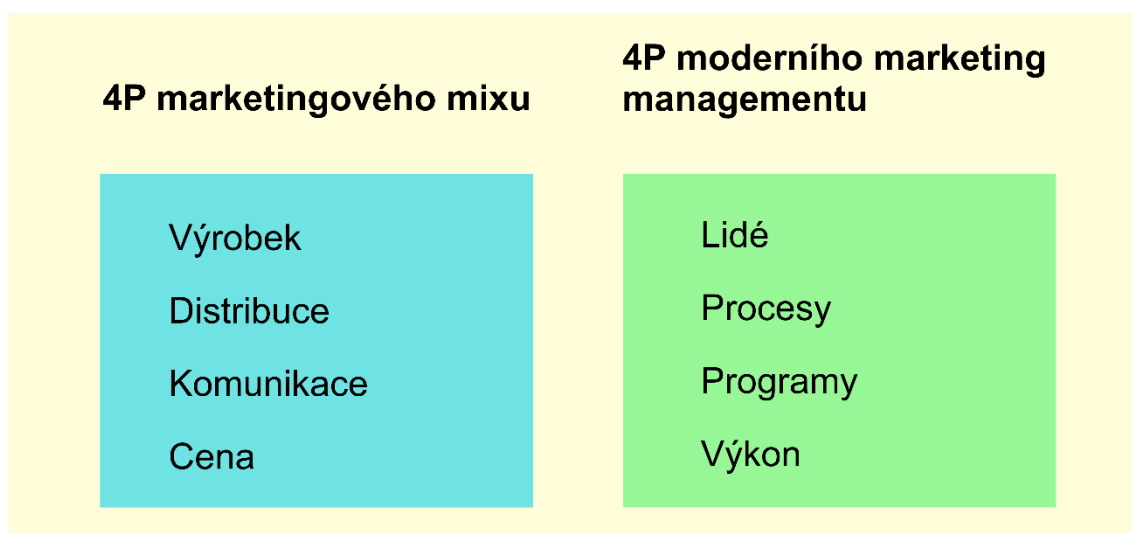 4P marketingového mixu
Výrobek
Distribuce
Komunikace
Cena
4P moderního marketing
managementu
Lidé
Procesy
Programy
Výkon